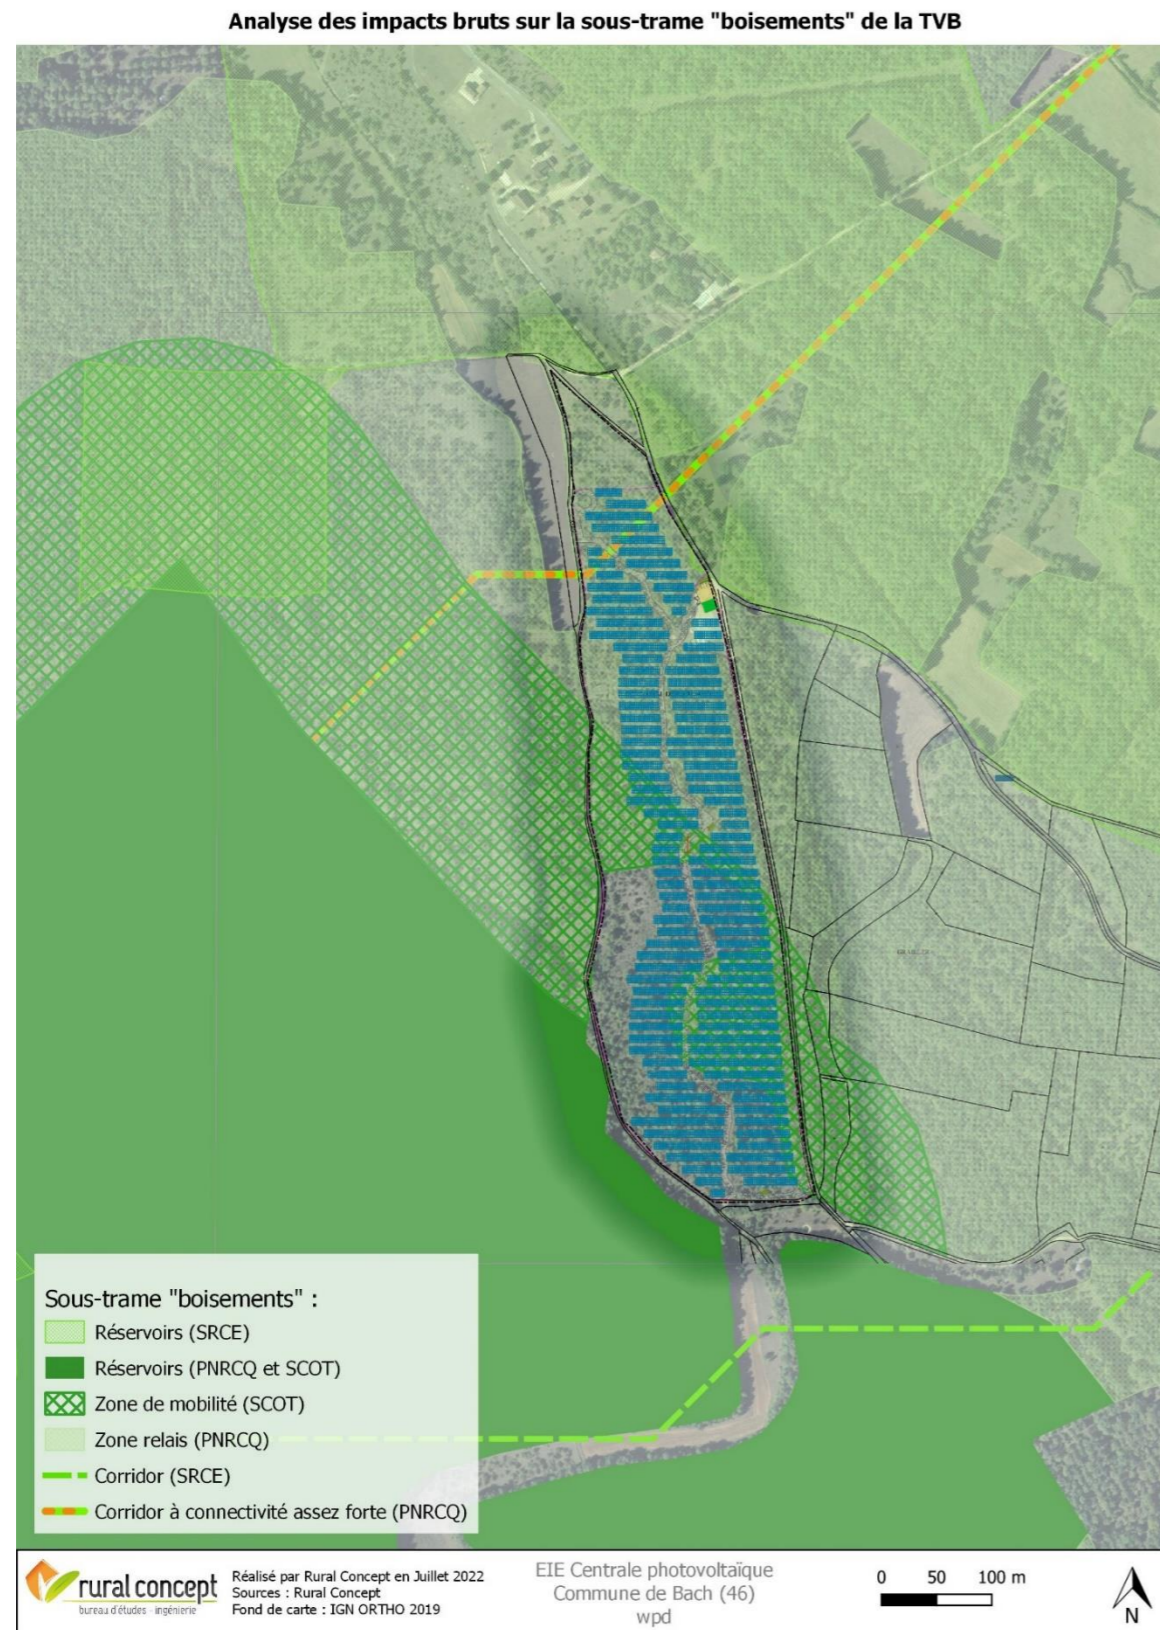 Analyse des impacts bruts sur la sous-trame "boisements" de la TVB
Sous-trame "boisements" :
Réservoirs (SRCE)
Réservoirs (PNRCQ et SCOT)
Zone de mobilité (SCOT)
Zone relais (PNRCQ)
Corridor (SRCE)
Corridor à connectivité assez forte (PNRCQ)
rural concept
bureau d'études - ingénierie
Réalisé par Rural Concept en Juillet 2022
Sources : Rural Concept
Fond de carte : IGN ORTHO 2019
EIE Centrale photovoltaïque
Commune de Bach (46)
wpd
0 50 100 m
N